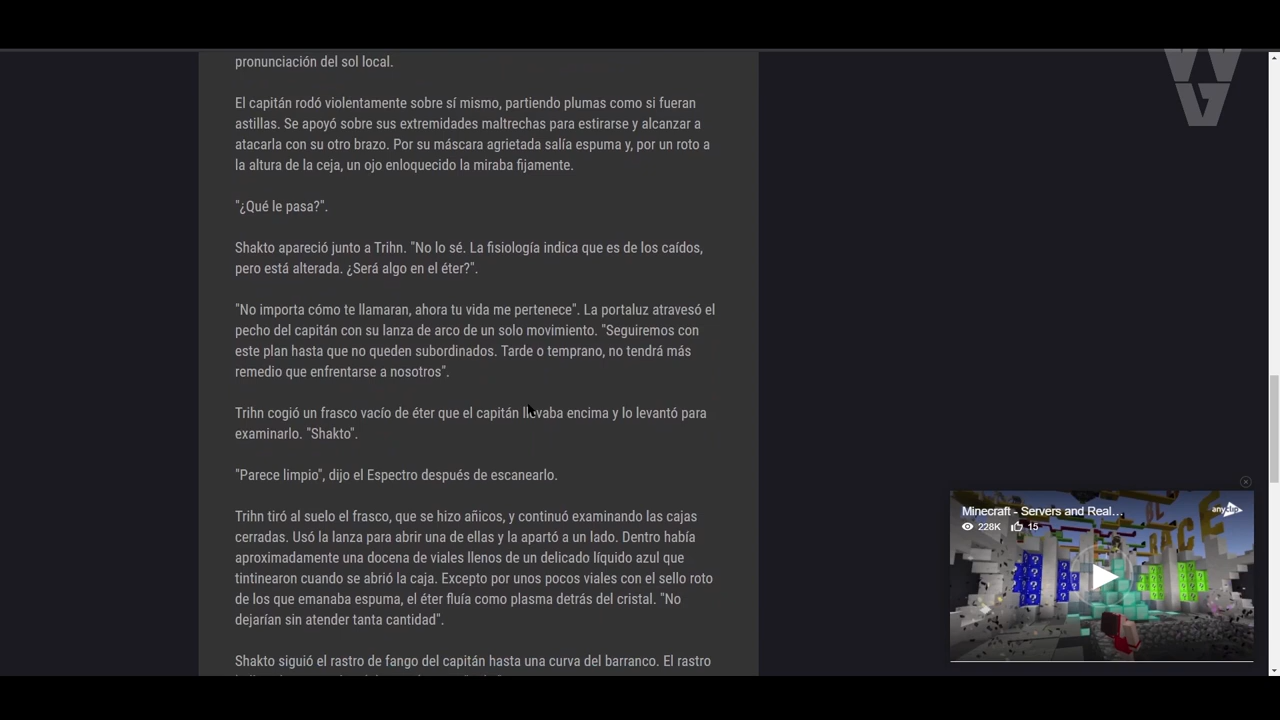 pronunciación del sol local.
El capitán rodó violentamente sobre sí mismo, partiendo plumas como si fueran
astillas. Se apoyó sobre sus extremidades maltrechas para estirarse y alcanzar a
atacarla con su otro brazo. Por su máscara agrietada salía espuma y, por un roto a
la altura de la ceja, un ojo enloquecido la miraba fijamente.
"¿Qué le pasa?".
Shakto apareció junto a Trihn. "No lo sé. La fisiología indica que es de los caídos,
pero está alterada. ¿Será algo en el éter?".
"No importa cómo te llamaran, ahora tu vida me pertenece". La portaluz atravesó el
pecho del capitán con su lanza de arco de un solo movimiento. "Seguiremos con
este plan hasta que no queden subordinados. Tarde o temprano, no tendrá más
remedio que enfrentarse a nosotros".
Trihn cogió un frasco vacío de éter que el capitán llevaba encima y lo levantó para
examinarlo. "Shakto".
"Parece limpio", dijo el Espectro después de escanearlo.
Trihn tiró al suelo el frasco, que se hizo añicos, y continuó examinando las cajas
cerradas. Usó la lanza para abrir una de ellas y la apartó a un lado. Dentro había
aproximadamente una docena de viales llenos de un delicado líquido azul que
tintinearon cuando se abrió la caja. Excepto por unos pocos viales con el sello roto
de los que emanaba espuma, el éter fluía como plasma detrás del cristal. "No
dejarían sin atender tanta cantidad".
Shakto siguió el rastro de fango del capitán hasta una curva del barranco. El rastro
Minecraft - Servers and Real...
228K 15
anyclip